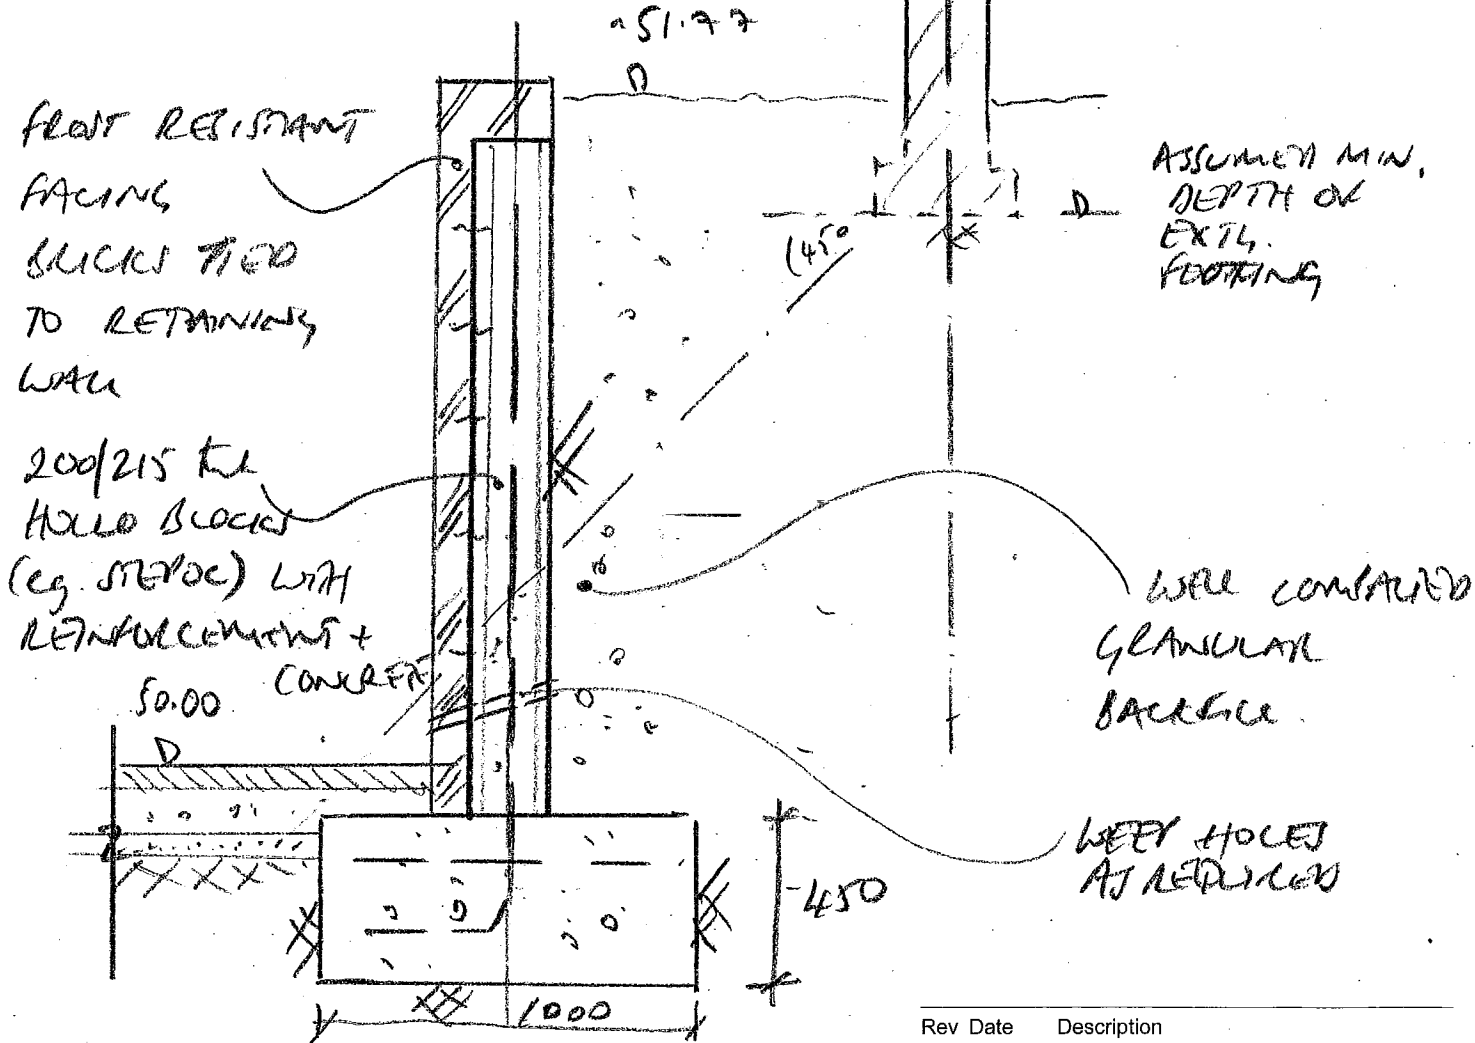 ~51.77
FROST RESISTANT
FACING
BRICKS TIED
TO RETAINING
WALL
200/215 thk
HOLLO BLOCKS
(eg. STEPOC) WITH
REINFORCEMENT +
CONCRETE
50.00
ASSUMED MIN.
DEPTH OF
EXTG.
FOOTING
(45°
WELL COMPACTED
GRANULAR
BACKFILL.
WEEP HOLES
AS REQUIRED
450
1000
Rev Date Description